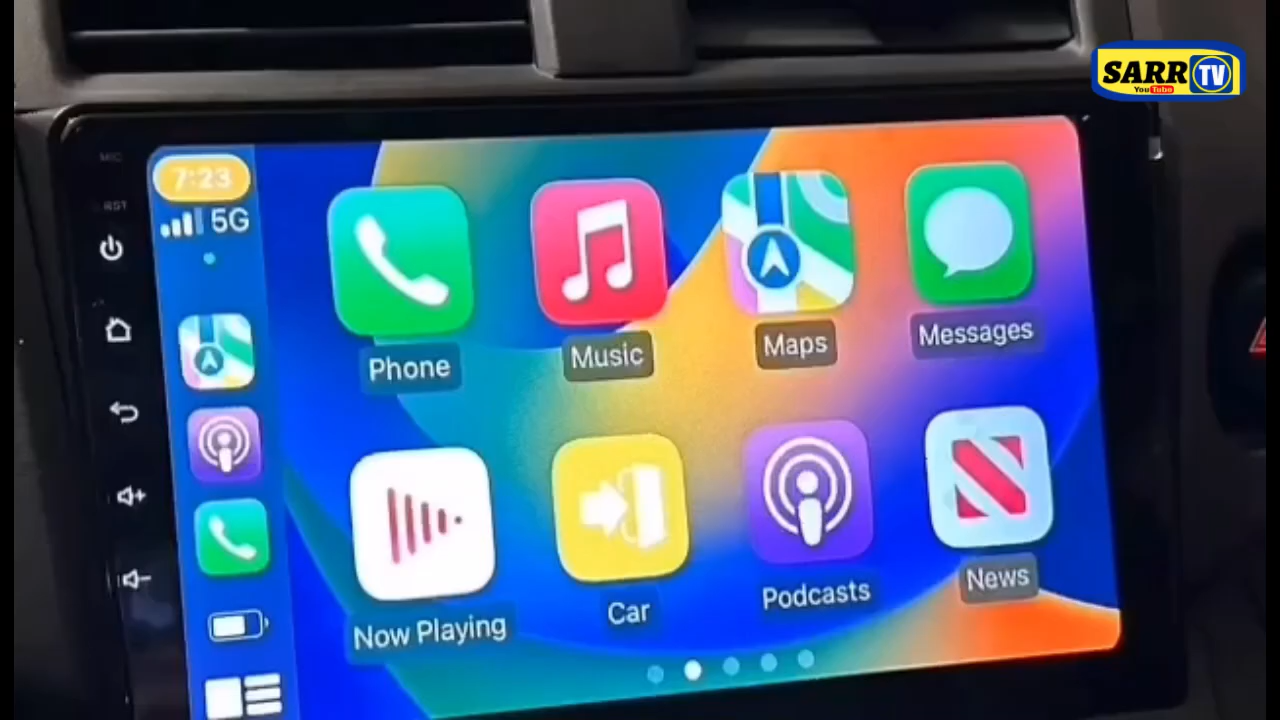 SARR TV
YouTube
MIC
RST
7:23
5G
Phone
Music
Maps
Messages
Now Playing
Car
Podcasts
News